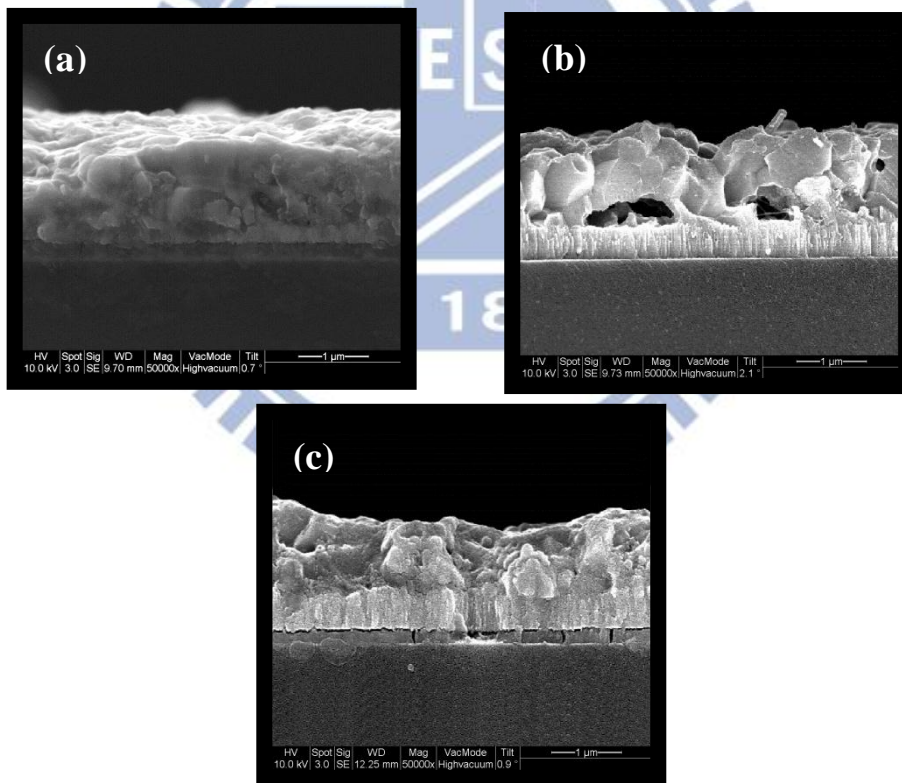 (a)
ES
18
HV Spot Sig WD Mag VacMode Tilt 1 µm
10.0 kV 3.0 SE 9.70 mm 50000x Highvacuum 0.7 °
(b)
HV Spot Sig WD Mag VacMode Tilt 1 µm
10.0 kV 3.0 SE 9.73 mm 50000x Highvacuum 2.1 °
(c)
HV Spot Sig WD Mag VacMode Tilt 1 µm
10.0 kV 3.0 SE 12.25 mm 50000x Highvacuum 0.9 °